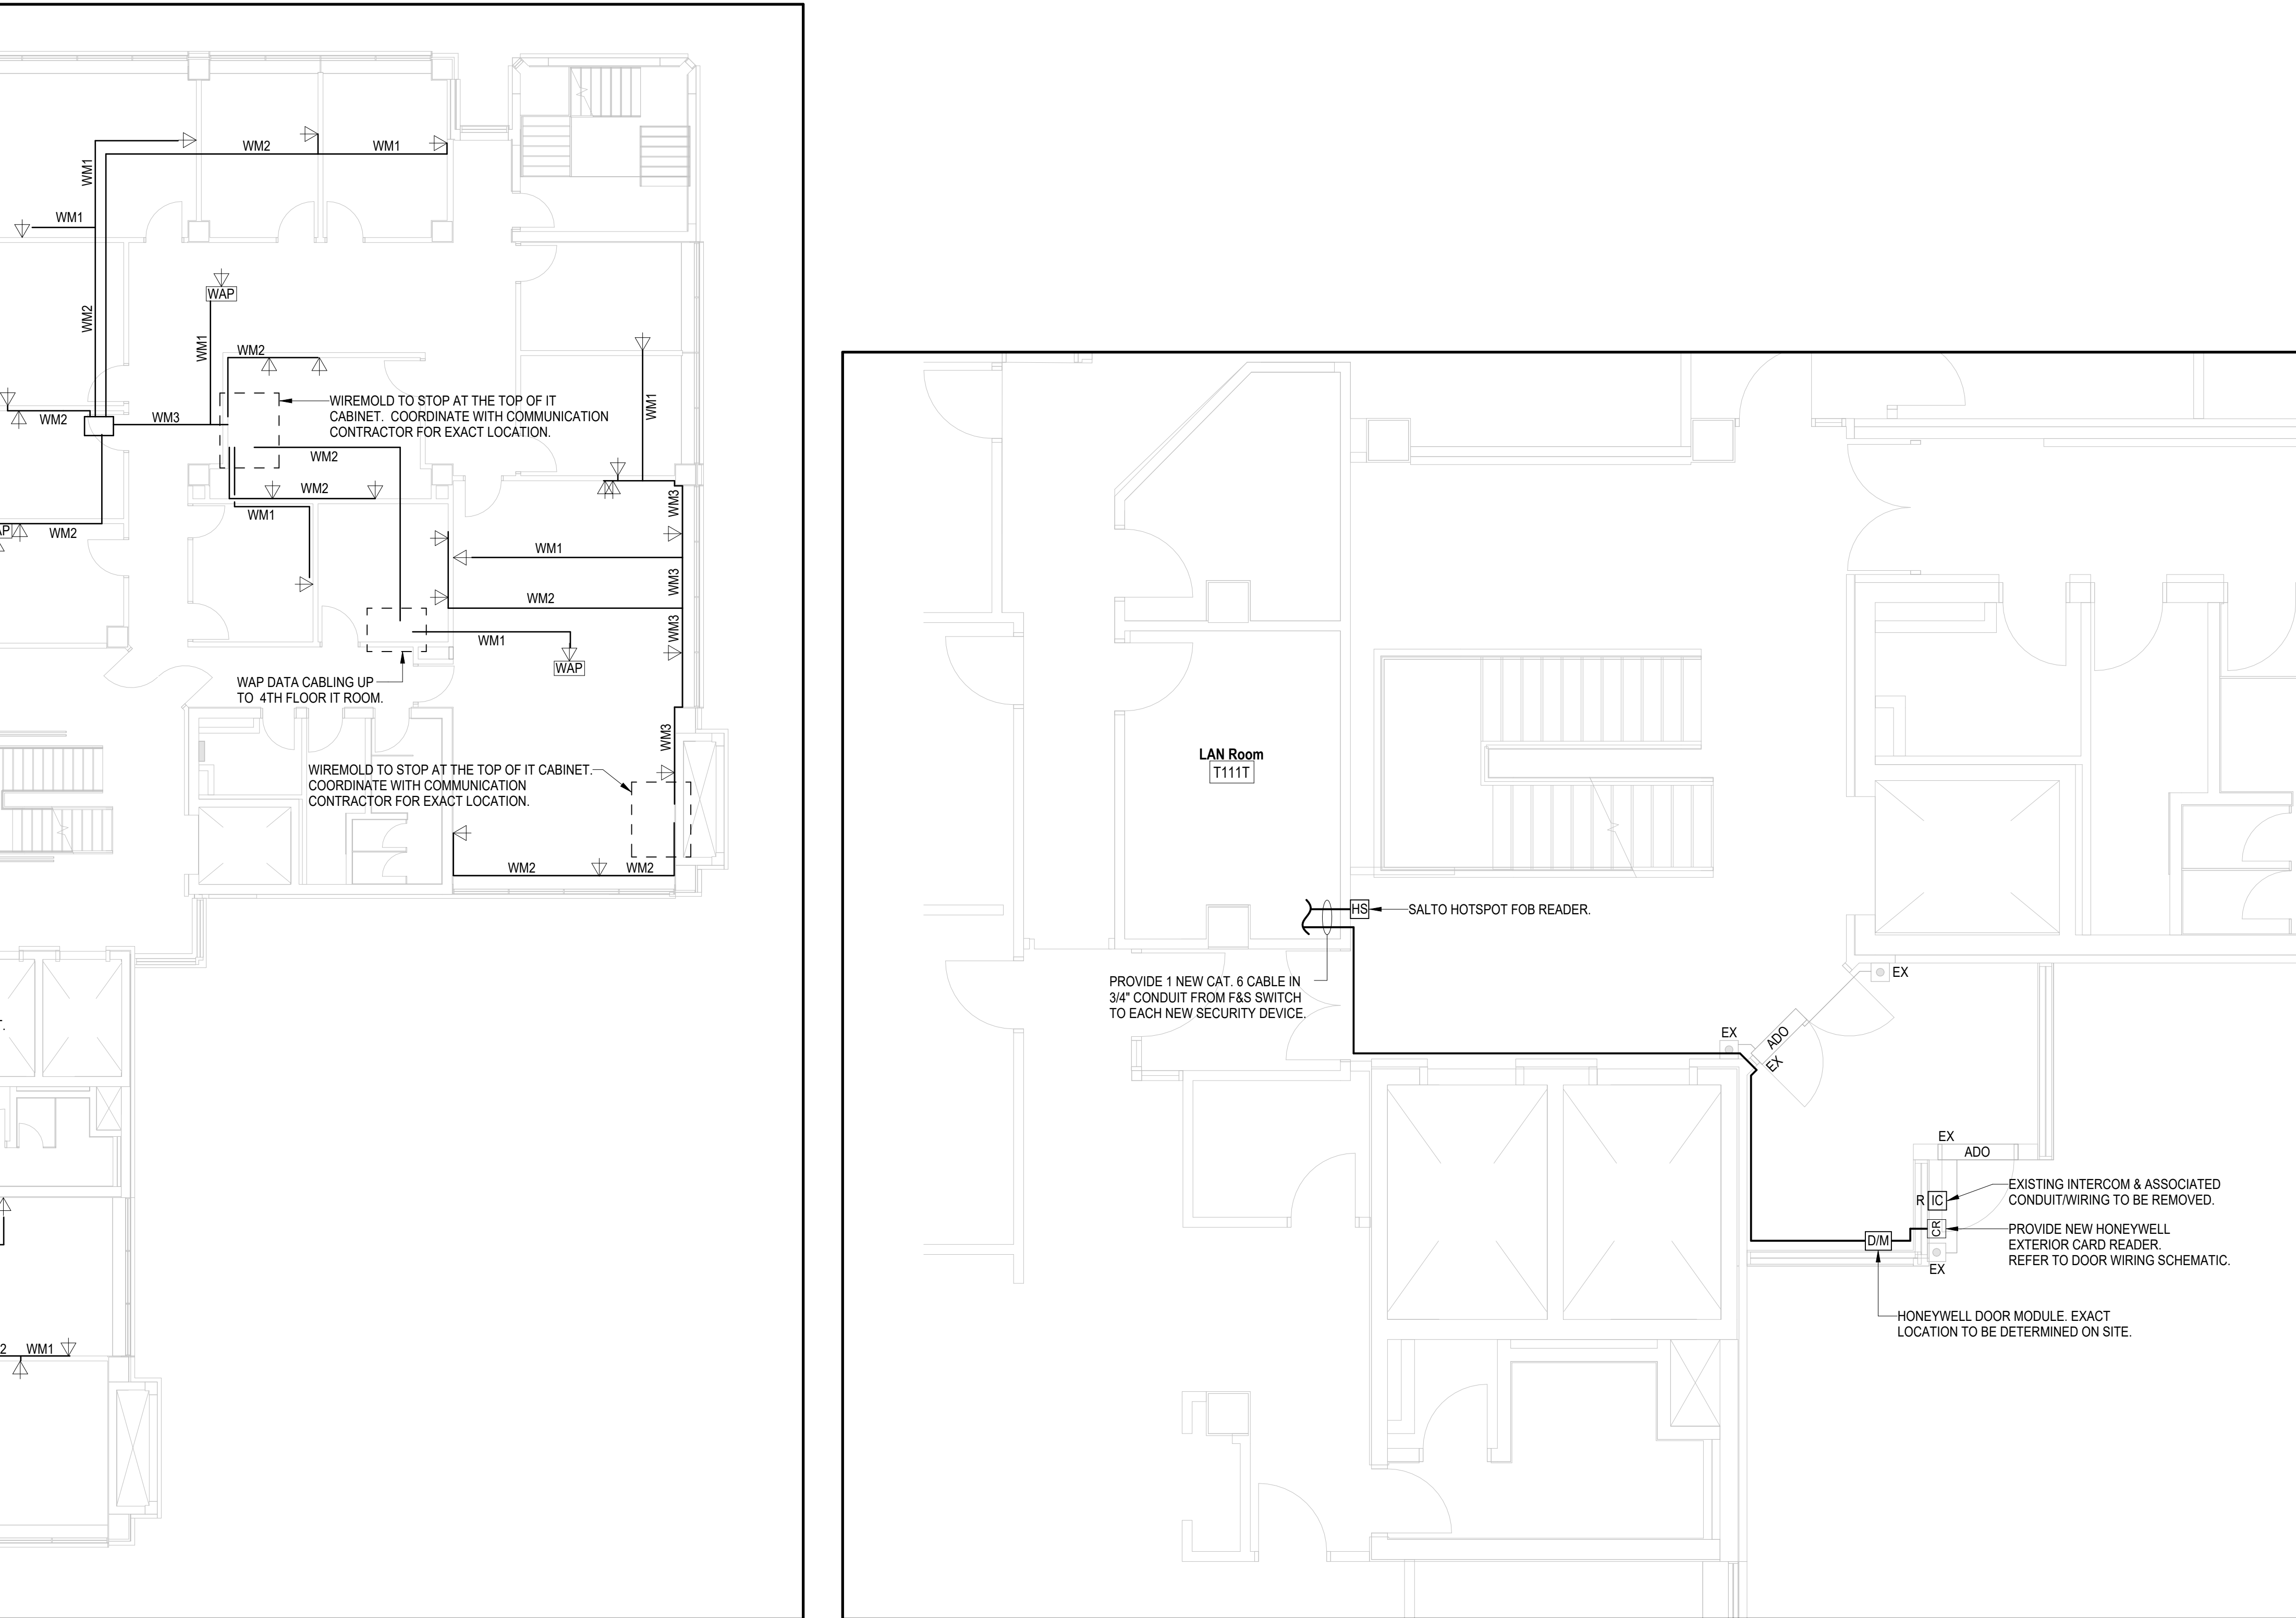 WM2
WM1
WM1
WM1
WAP
WM2
WM1
WM2
WM2
WM3
WIREMOLD TO STOP AT THE TOP OF IT
CABINET.  COORDINATE WITH COMMUNICATION
CONTRACTOR FOR EXACT LOCATION.
WM1
WM2
WM2
WM1
WM3
WM2
WM1
WM3
WM2
WM3
WM1
WAP
WAP DATA CABLING UP
TO  4TH FLOOR IT ROOM.
WM3
WIREMOLD TO STOP AT THE TOP OF IT CABINET.
COORDINATE WITH COMMUNICATION
CONTRACTOR FOR EXACT LOCATION.
WM2
WM2
2
WM1
LAN Room
T111T
HS
SALTO HOTSPOT FOB READER.
PROVIDE 1 NEW CAT. 6 CABLE IN
3/4" CONDUIT FROM F&S SWITCH
TO EACH NEW SECURITY DEVICE.
EX
EX
ADO
EX
EX
ADO
R
IC
EXISTING INTERCOM & ASSOCIATED
CONDUIT/WIRING TO BE REMOVED.
CR
PROVIDE NEW HONEYWELL
EXTERIOR CARD READER.
REFER TO DOOR WIRING SCHEMATIC.
D/M
EX
HONEYWELL DOOR MODULE. EXACT
LOCATION TO BE DETERMINED ON SITE.